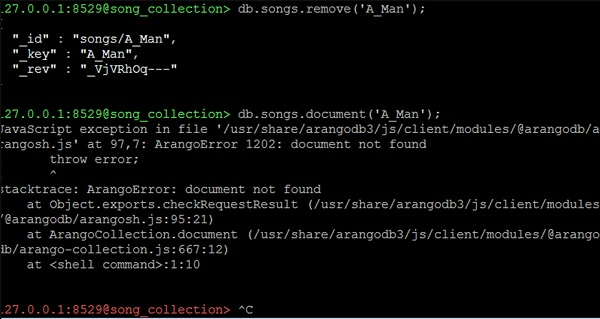 27.0.0.1:8529@song_collection> db.songs.remove('A_Man');
"_id" : "songs/A_Man",
"_key" : "A_Man",
"_rev" : "_VjVRhOq---"
27.0.0.1:8529@song_collection> db.songs.document('A_Man');
JavaScript exception in file '/usr/share/arangodb3/js/client/modules/@arangodb/a
rangosh.js' at 97,7: ArangoError 1202: document not found
throw error;
^
stacktrace: ArangoError: document not found
at Object.exports.checkRequestResult (/usr/share/arangodb3/js/client/modules
/@arangodb/arangosh.js:95:21)
at ArangoCollection.document (/usr/share/arangodb3/js/client/modules/@arango
db/arango-collection.js:667:12)
at <shell command>:1:10
27.0.0.1:8529@song_collection> ^C